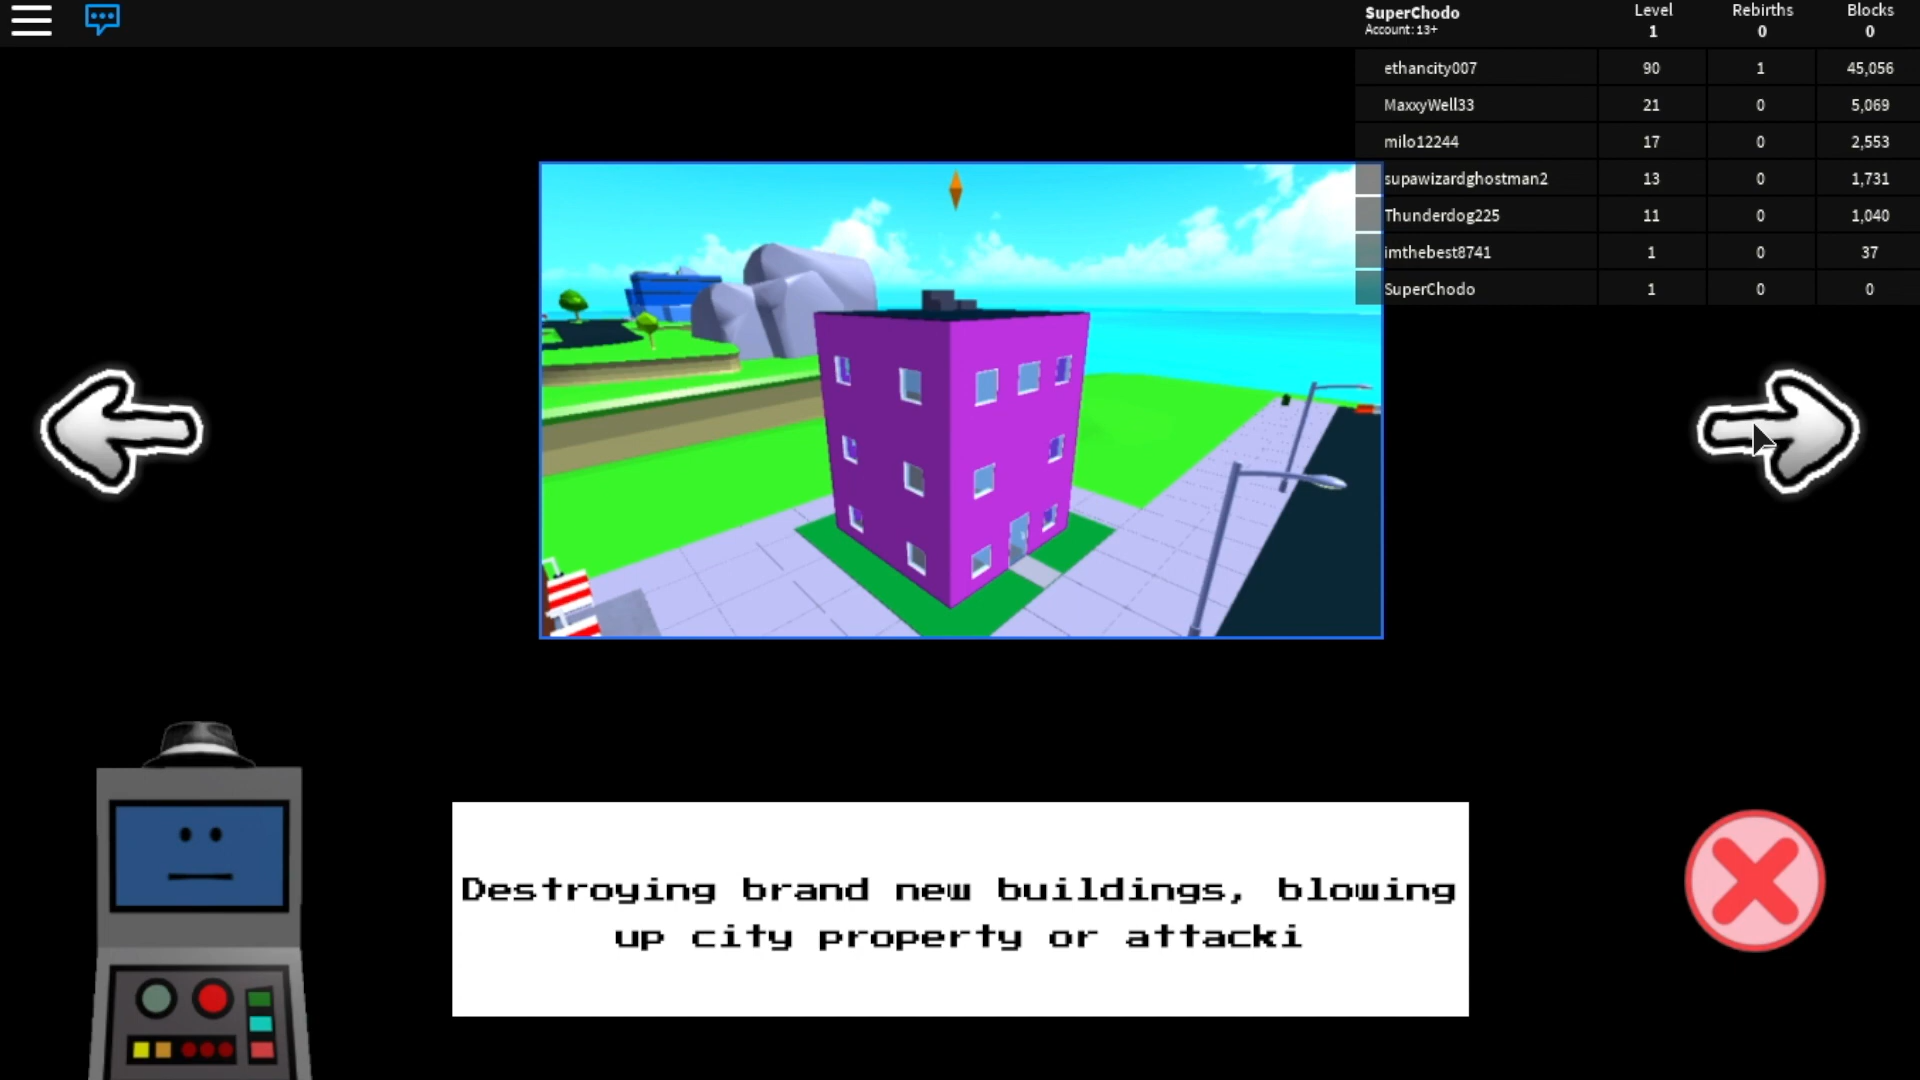 SuperChodo Level Rebirths Blocks
Account: 13+ 1 0 0
ethancity007 90 1 45,056
MaxxyWell33 21 0 5,069
milo12244 17 0 2,553
supawizardghostman2 13 0 1,731
Thunderdog225 11 0 1,040
imthebest8741 1 0 37
SuperChodo 1 0 0
Destroying brand new buildings, blowing
up city property or attacki